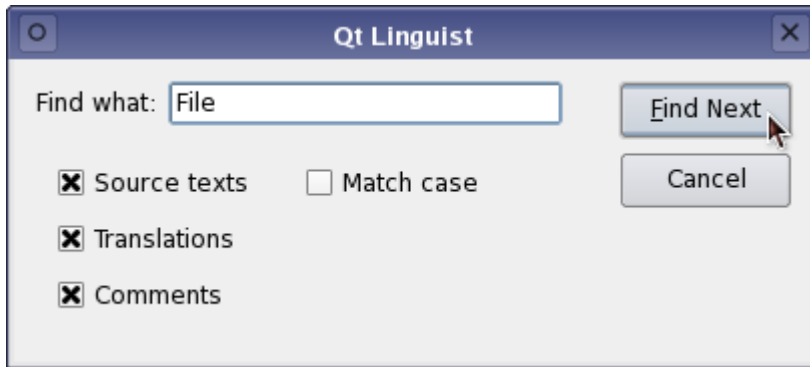 Qt Linguist
Find what: File
Find Next
Source texts Match case
Cancel
Translations
Comments